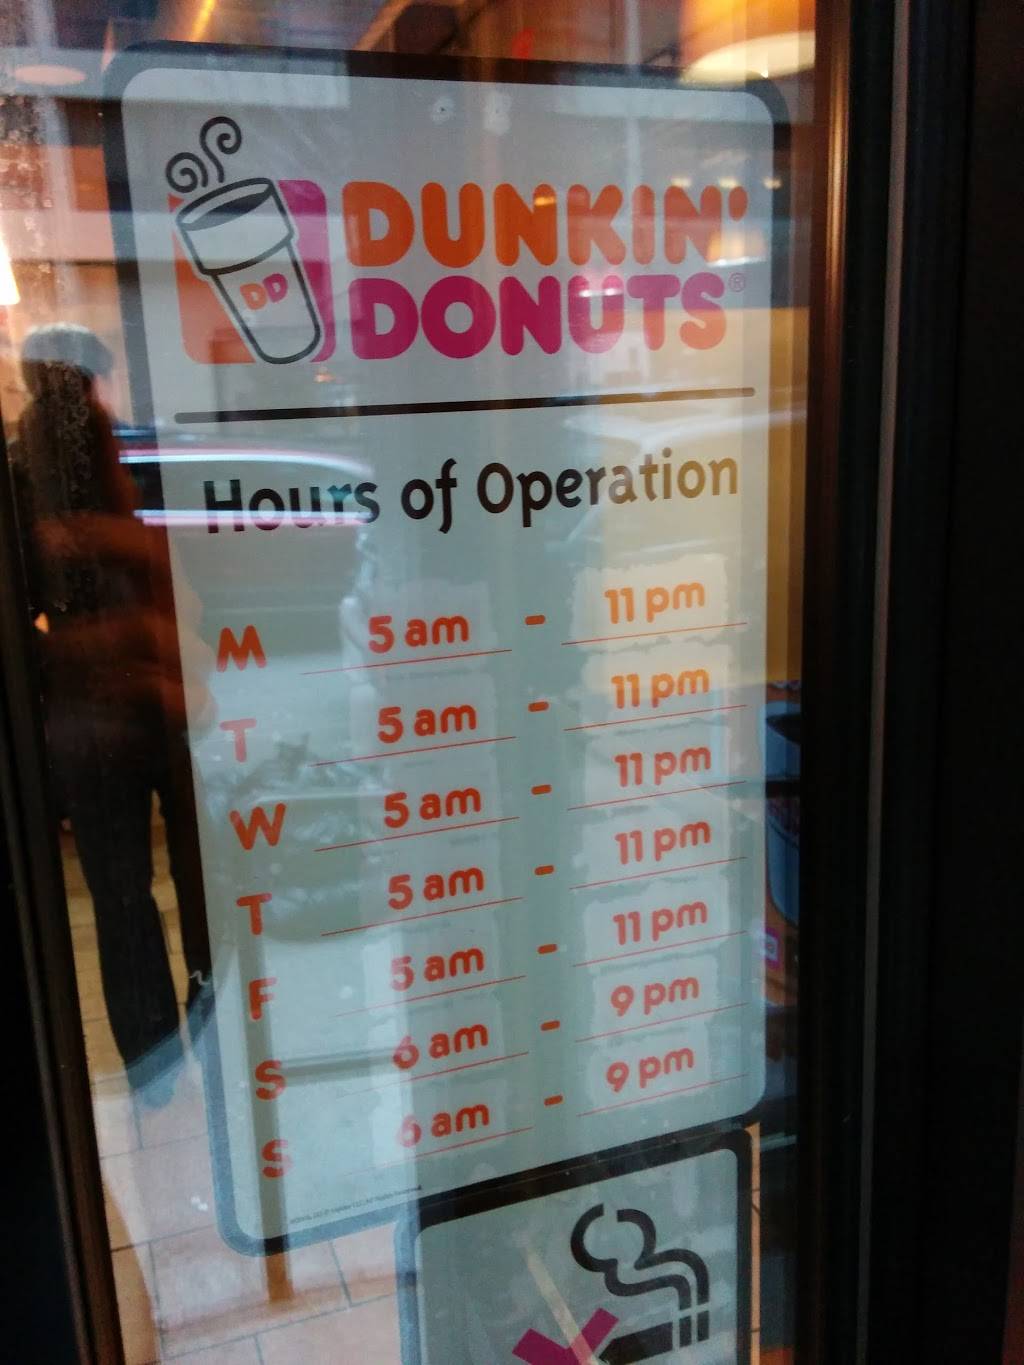 DD
DUNKIN'
DONUTS®
Hours of Operation
M 5 am - 11 pm
T 5 am - 11 pm
W 5 am - 11 pm
T 5 am - 11 pm
F 5 am - 11 pm
S 6 am - 9 pm
S 6 am - 9 pm